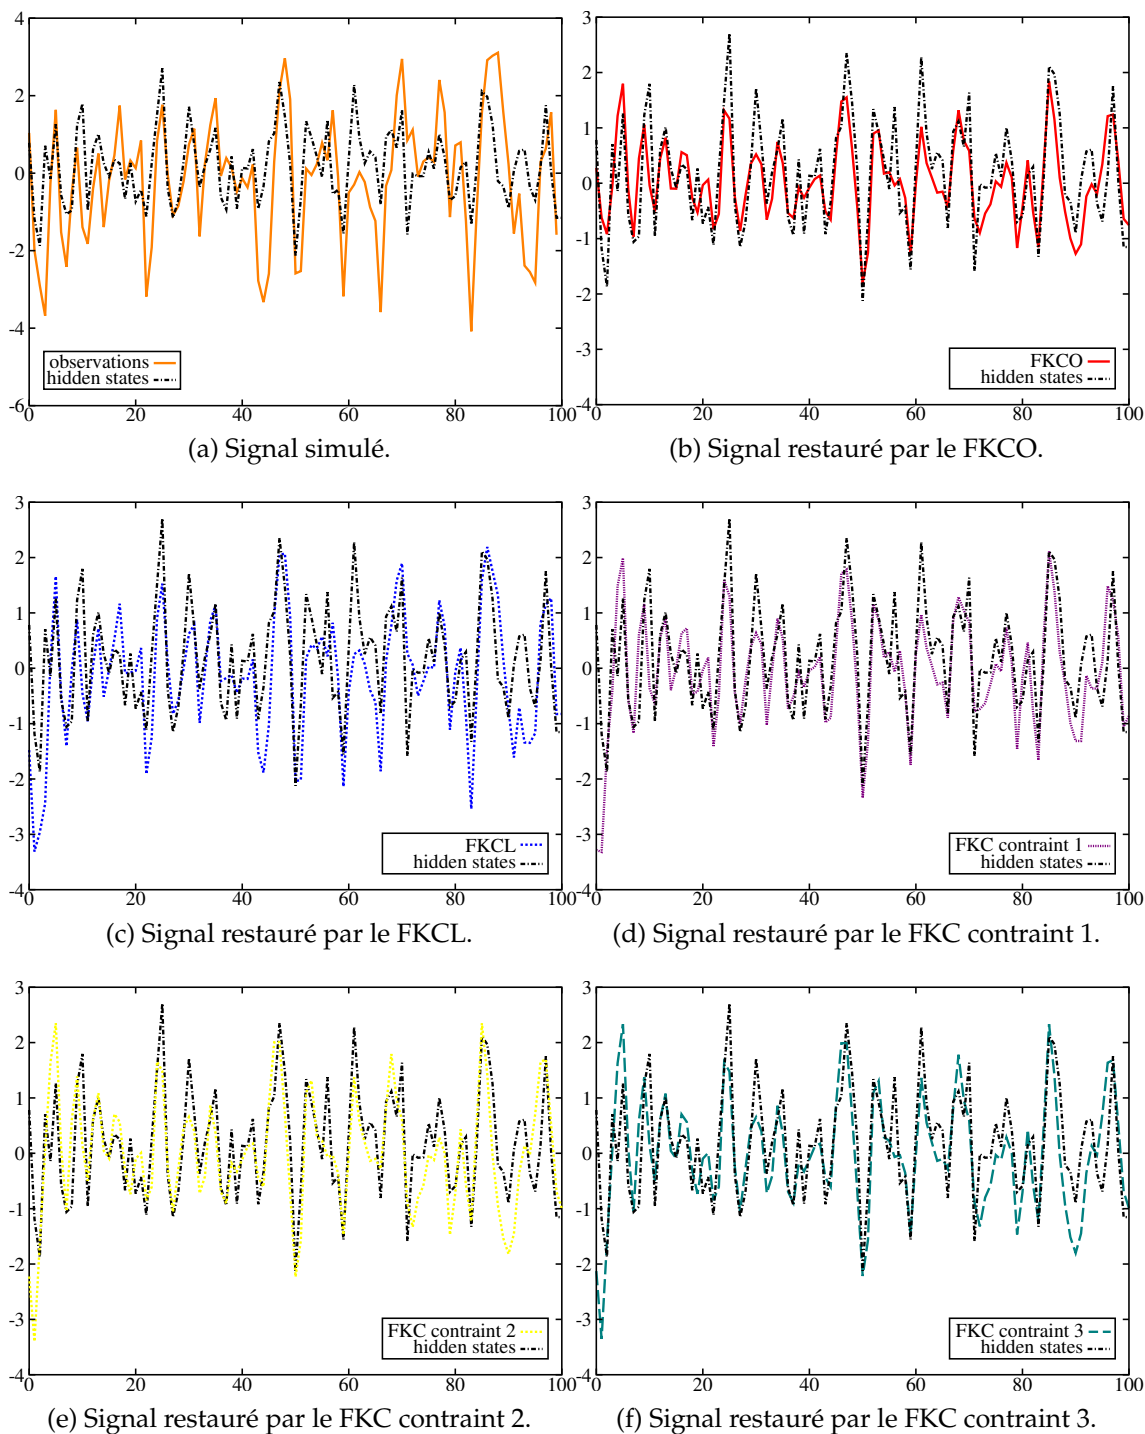 4
2
0
-2
-4
-6
0 20 40 60 80 100
observations
hidden states
(a) Signal simulé.
3
2
1
0
-1
-2
-3
-4
0 20 40 60 80 100
FKCO
hidden states
(b) Signal restauré par le FKCO.
3
2
1
0
-1
-2
-3
-4
0 20 40 60 80 100
FKCL
hidden states
(c) Signal restauré par le FKCL.
3
2
1
0
-1
-2
-3
-4
0 20 40 60 80 100
FKC contraint 1
hidden states
(d) Signal restauré par le FKC contraint 1.
3
2
1
0
-1
-2
-3
-4
0 20 40 60 80 100
FKC contraint 2
hidden states
(e) Signal restauré par le FKC contraint 2.
3
2
1
0
-1
-2
-3
-4
0 20 40 60 80 100
FKC contraint 3
hidden states
(f) Signal restauré par le FKC contraint 3.